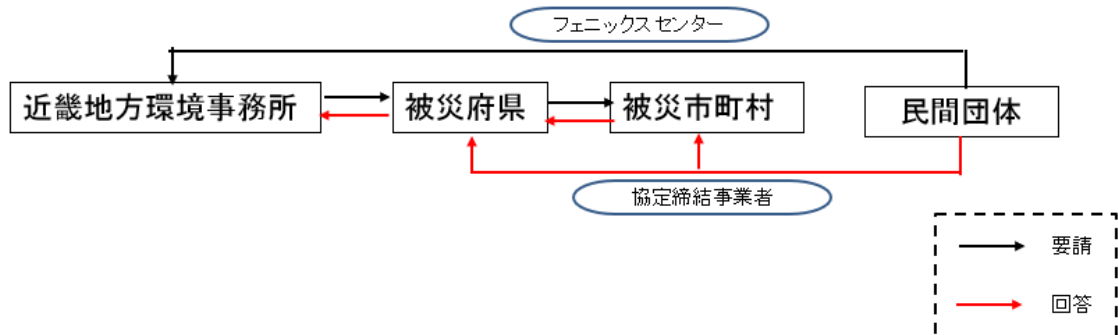 フェニックスセンター
近畿地方環境事務所
被災府県
被災市町村
民間団体
協定締結事業者
要請
回答